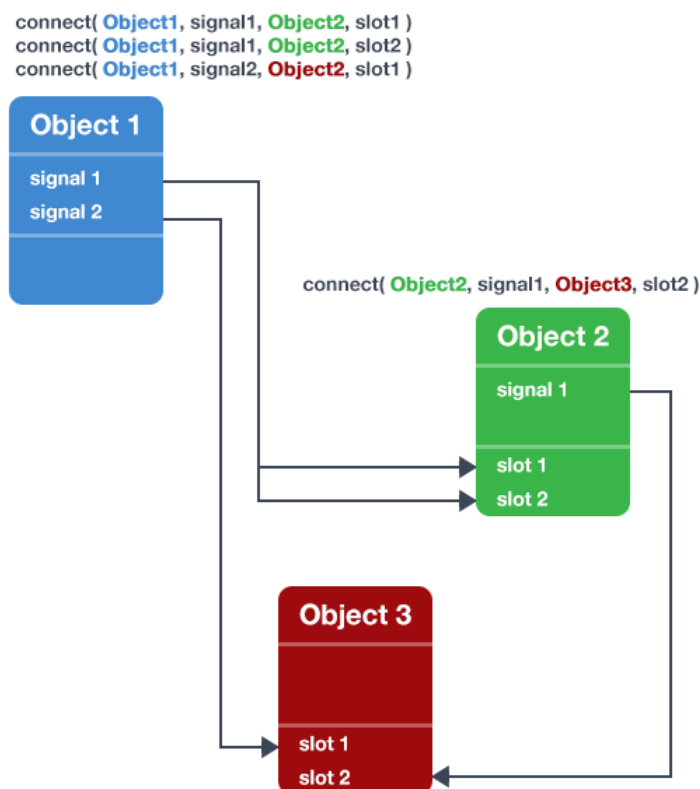 connect( Object1, signal1, Object2, slot1 )
connect( Object1, signal1, Object2, slot2 )
connect( Object1, signal2, Object2, slot1 )
Object 1
signal 1
signal 2
connect( Object2, signal1, Object3, slot2 )
Object 2
signal 1
slot 1
slot 2
Object 3
slot 1
slot 2